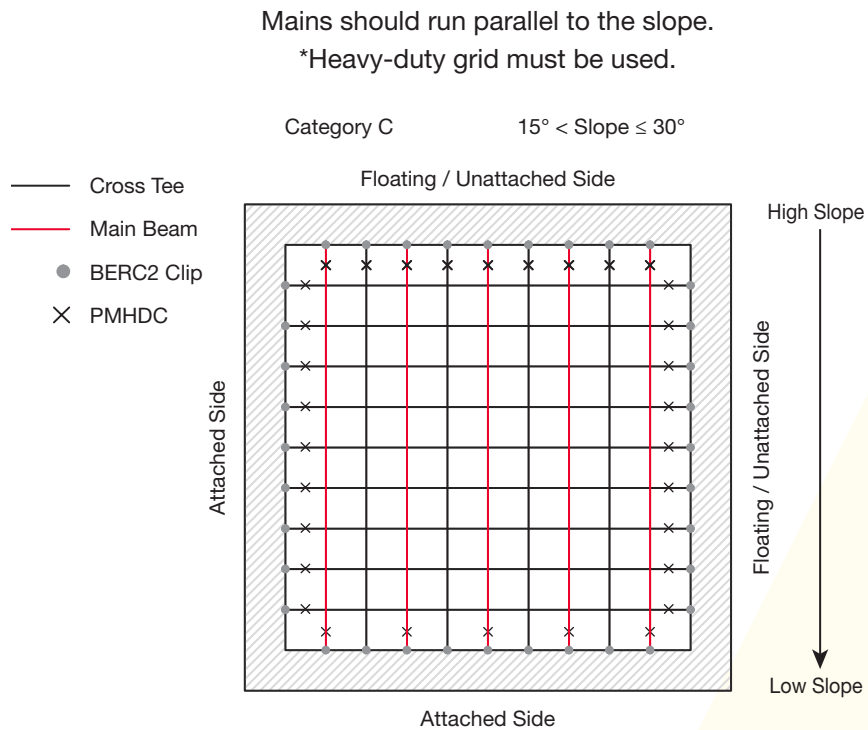 Mains should run parallel to the slope.
*Heavy-duty grid must be used.
Category C
15° < Slope ≤ 30°
Cross Tee
Main Beam
BERC2 Clip
PMHDC
Floating / Unattached Side
High Slope
Attached Side
Floating / Unattached Side
Low Slope
Attached Side